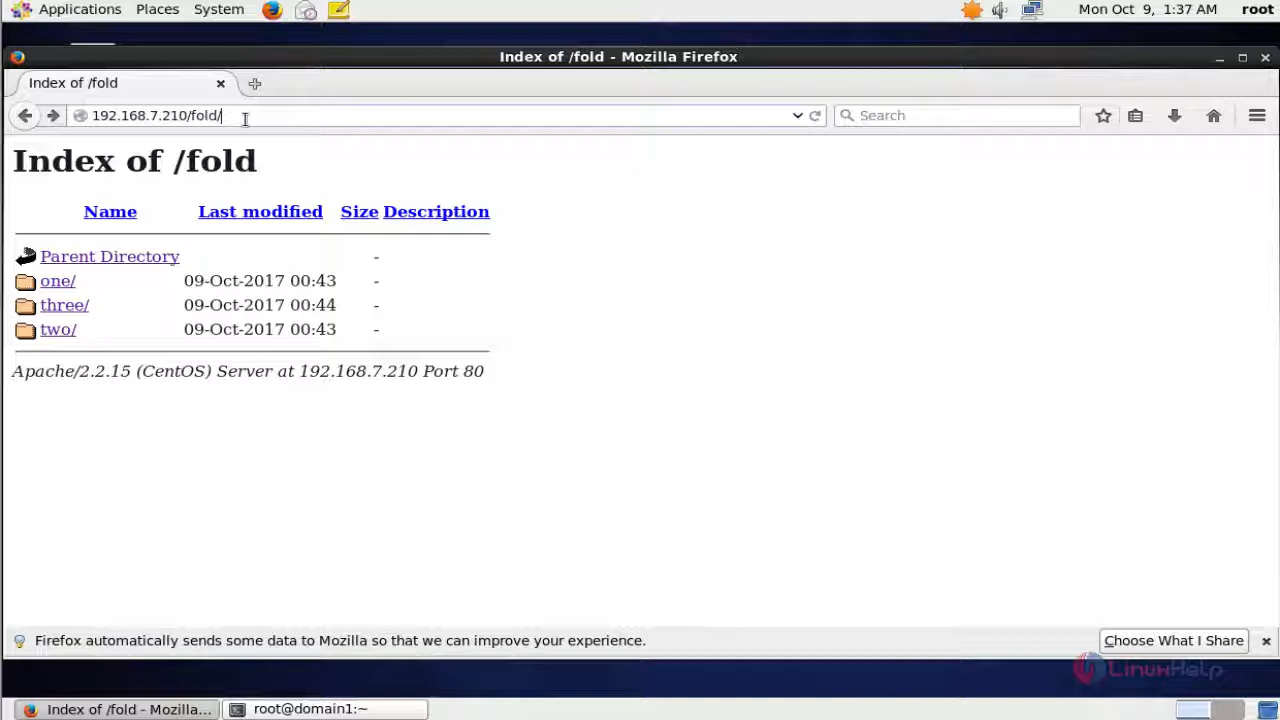 Applications Places System Mon Oct 9, 1:37 AM root
Index of /fold - Mozilla Firefox
Index of /fold
192.168.7.210/fold/ Search
Index of /fold
Name Last modified Size Description
Parent Directory -
one/ 09-Oct-2017 00:43 -
three/ 09-Oct-2017 00:44 -
two/ 09-Oct-2017 00:43 -
Apache/2.2.15 (CentOS) Server at 192.168.7.210 Port 80
Firefox automatically sends some data to Mozilla so that we can improve your experience. Choose What I Share
LinuxHelp
Index of /fold - Mozilla... root@domain1:~